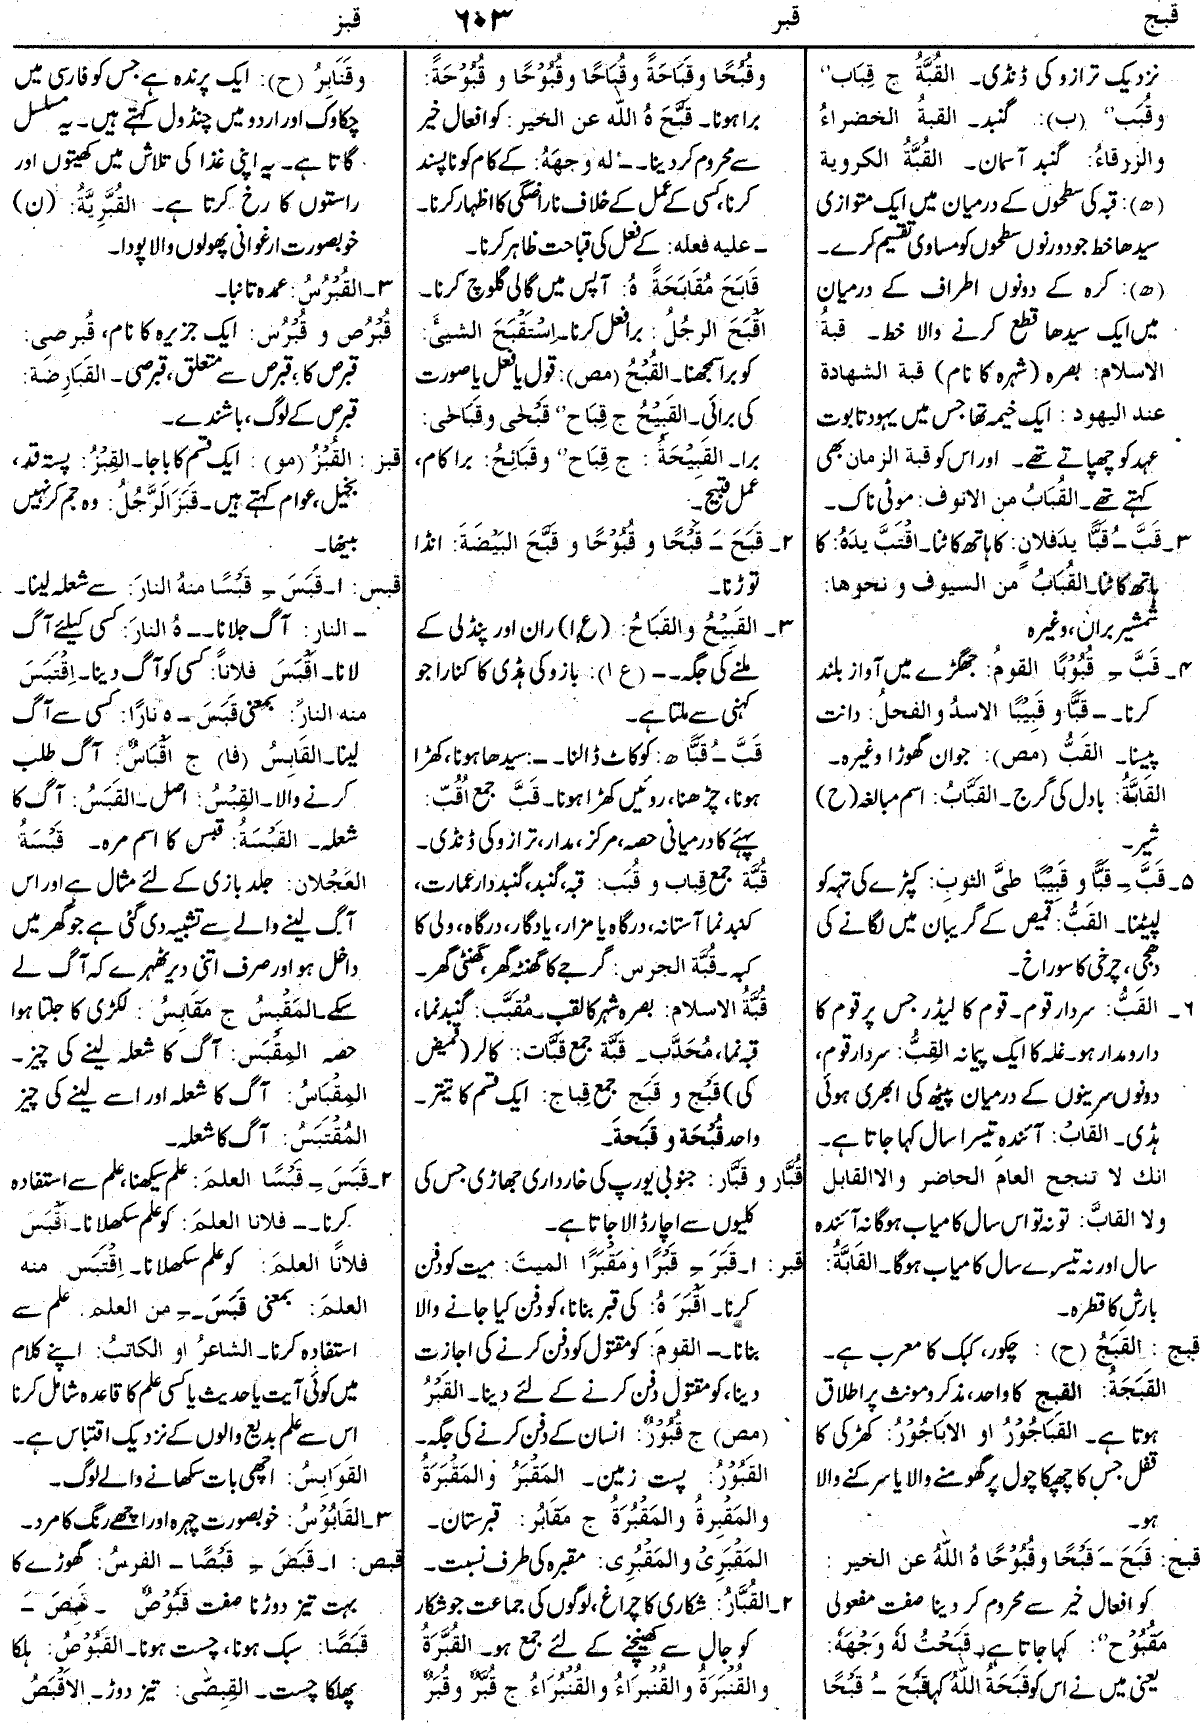 قبج
قبر
۶۰۳
قبز
نزدیک ترازو کی ڈنڈی۔ القُبَّةُ ج قِبَاب"
وقُبَب" (ب): گنبد۔ القبةُ الخضراءُ
والزرقاءُ: گنبد آسمان۔ القُبَّةُ الكروية
(ھ): قبہ کی سطحوں کے درمیان میں ایک متوازی
سیدھا خط جو دورنوں سطحوں کو مساوی تقسیم کرے۔
(ھ): کرہ کے دونوں اطراف کے درمیان
میں ایک سیدھا قطع کرنے والا خط۔ قبةُ
الاسلام: بصره (شہرہ کا نام) قبة الشهادة
عند اليهود: ایک خیمہ تھا جس میں یہود تابوت
عہد کو چھپاتے تھے۔ اور اس کو قبة الزمان بھی
کہتے تھے۔ القُبَابُ من الانوف: موٹی ناک۔
۳۔ قَبَّ ـُ قَبًّا يدَفلانٍ: کا ہاتھ کاٹنا۔ اقْتَبَّ يدَهُ: کا
ہاتھ کاٹنا۔ القُبَابُ من السيوف و نحوها:
شمشیر براں، وغیرہ
۴۔ قَبَّ ـِ قُبُوْبًا القومُ: جھگڑے میں آواز بلند
کرنا۔ ـ قَبًّا و قَبِيْبًا الاسدُ و الفحلُ: دانت
پیسنا۔ القَبُّ (مص): جوان گھوڑا وغیرہ۔
القَابَّةُ: بادل کی گرج۔ القَبَّابُ: اسم مبالغہ (ح)
شیر۔
۵۔ قَبَّ ـِ قَبًّا و قَبِيْبًا طىَّ الثوبِ: کپڑے کی تہہ کو
لپیٹنا۔ القَبُّ: قمیص کے گریبان میں لگانے کی
دھجی، چرخی کا سوراخ۔
۶۔ القَبُّ: سردار قوم۔ قوم کا لیڈر جس پر قوم کا
دارومدار ہو۔ غلہ کا ایک پیمانہ القِبُّ: سردار قوم،
دونوں سرینوں کے درمیان پیٹھ کی ابھری ہوئی
ہڈی۔ القَابُ: آئندہ تیسرا سال کہا جاتا ہے۔
انك لا تنجح العام الحاضر والاالقابل
ولا القابَّ: تو نہ تو اس سال کامیاب ہوگا نہ آئندہ
سال اور نہ تیسرے سال کامیاب ہوگا۔ القَابَّةُ:
بارش کا قطرہ۔
قبج: القَبَجُ (ح): چکور، کبک کا معرب ہے۔
القَبَجَةُ: القبج کا واحد، مذکر و مونث پر اطلاق
ہوتا ہے۔ القَبَاجُوْرُ او الاَبَاجُوْرُ: کھڑکی کا
قفل جس کا چھپکا چول پر گھومنے والا یا سرکنے والا
ہو۔
قبح: قَبَحَ ـَ قَبْحًا وقُبُوْحًا هُ اللّٰهُ عن الخير:
کو افعال خیر سے محروم کر دینا صفت مفعولی
مَقْبُوْح": کہا جاتا ہے۔ قَبَحْتُ لَهُ وَجْهَهُ:
یعنی میں نے اس کو قَبَحَهُ اللّٰهُ کہا قَبُحَ ـُ قُبْحًا
وقُبُحًا وقَبَاحَةً وقُبَاحًا وقُبُوْحًا و قُبُوْحَةً:
برا ہونا۔ قَبَّحَ هُ الله عن الخير: کو افعال خیر
سے محروم کر دینا۔ ـ له وجهَهُ: کے کام کو ناپسند
کرنا، کسی کے عمل کے خلاف ناراضگی کا اظہار کرنا۔
ـ عليه فعله: کے فعل کی قباحت ظاہر کرنا۔
قَابَحَ مُقَابَحَةً هُ: آپس میں گالی گلوچ کرنا۔
اقْبَحَ الرجُلُ: برا فعل کرنا۔ اِسْتَقْبَحَ الشيئَ:
کو برا سمجھنا۔ القُبْحُ (مص): قول یا فعل یا صورت
کی برائی۔ القَبِيْحُ ج قِبَاح" قَبْحٰی و قَبَاحٰی:
برا۔ القَبِيْحَةُ: ج قِبَاح" وقَبَائحُ: برا کام،
عمل قبیح۔
۲۔ قَبَحَ ـَ قَبْحًا و قُبُوْحًا و قَبَّحَ البَيْضَةَ: انڈا
توڑنا۔
۳۔ القَبِيْحُ والقَبَاحُ: (ع ا) ران اور پنڈلی کے
ملنے کی جگہ۔ ـ (ع ا): بازو کی ہڈی کا کنارا جو
کہنی سے ملتا ہے۔
قَبَّ ـُ قَبًّا ھ: کو کاٹ ڈالنا۔ ـ: سیدھا ہونا، کھڑا
ہونا، چڑھنا، روئیں کھڑا ہونا۔ قَبَّ جمع اَقُبّ:
پہیے کا درمیانی حصہ، مرکز، مدار، ترازو کی ڈنڈی۔
قُبَّة جمع قِباب و قُبَب: قبہ، گنبد، گنبد دار عمارت،
کنبد نما آستانہ، درگاہ یا مزار، یادگار، درگاہ، ولی کا
کبہ۔ قُبَّة الجرس: گرجے کا گھنٹہ گھر، گھنٹی گھر۔
قُبَّةُ الاسلام: بصرہ شہر کا لقب۔ مُقَبَّب: گنبد نما،
قبہ نما، مُحَدَّب۔ قَبَّة جمع قَبَّات: کالر (قمیض
کی) قَبْج و قَبَج جمع قِباج: ایک قسم کا تیتر۔
واحد قَبْحَة و قَبَحة۔
قُبَّار و قَبَّار: جنوبی یورپ کی خارداری جھاڑی جس کی
کلیوں سے اچار ڈالا جاتا ہے۔
قبر: ۱۔ قَبَرَ ـِ قَبْرًا ومَقْبَرًا الميتَ: میت کو دفن
کرنا۔ اقْبَرَ هُ: کی قبر بنانا، کو دفن کیا جانے والا
بنانا۔ ـ القومَ: کو مقتول کو دفن کرنے کی اجازت
دینا، کو مقتول دفن کرنے کے لئے دینا۔ القَبْرُ
(مص) ج قُبُوْرٌ: انسان کے دفن کرنے کی جگہ۔
القَبُوْرُ: پست زمین۔ المَقْبَرُ والمَقْبَرَةُ
والمَقْبِرةُ والمَقْبُرَةُ ج مَقَابرُ: قبرستان۔
المَقْبَرِیُ والمَقْبُرِی: مقبرہ کی طرف نسبت۔
۲۔ القُبَّارُ: شکاری کا چراغ، لوگوں کی جماعت جو شکار
کو جال سے کھینچنے کے لئے جمع ہو۔ القُبَّرَةُ
والقُنْبَرَةُ والقُنْبَراءُ والقُنْبُرَاءُ ج قُبَّرٌ وقُبَرٌ
وقَنَابِرُ (ح): ایک پرندہ ہے جس کو فارسی میں
چکاوک اور اردو میں چنڈول کہتے ہیں۔ یہ مسلسل
گاتا ہے۔ یہ اپنی غذا کی تلاش میں کھیتوں اور
راستوں کا رخ کرتا ہے۔ القُبَّرِيَّةُ: (ن)
خوبصورت ارغوانی پھولوں والا پودا۔
۳۔ القُبْرُسُ: عمدہ تانبا۔
قُبْرُص و قُبْرُس: ایک جزیرہ کا نام، قُبرصی:
قبرص کا، قبرص سے متعلق، قبرصی۔ القَبَارِصَة:
قبرص کے لوگ، باشندے۔
قبز: القُبْزُ (مو): ایک قسم کا باجا۔ القِبْزُ: پستہ قد،
بخیل، عوام کہتے ہیں۔ قَبَزَ الَرَّجُلُ: وہ جم کر نہیں
بیٹھا۔
قبس: ۱۔ قَبَسَ ـِ قَبْسًا منهُ النارَ: سے شعلہ لینا۔
ـ النار: آگ جلانا۔ ـ هُ النارَ: کسی کیلئے آگ
لانا۔ اَقْبَسَ فلاناً: کسی کو آگ دینا۔ اِقْتَبَسَ
منه النارَ: بمعنی قَبَسَ۔ ـ ه نارًا: کسی سے آگ
لینا۔ القَابِسُ (فا) ج اَقْبَاسٌ: آگ طلب
کرنے والا۔ القِبْسُ: اصل۔ القَبَسُ: آگ کا
شعلہ۔ القَبْسَةُ: قبس کا اسم مرہ۔ قَبْسَةُ
العَجْلان: جلد بازی کے لئے مثال ہے اور اس
آگ لینے والے سے تشبیہ دی گئی ہے جو گھر میں
داخل ہو اور صرف اتنی دیر ٹھہرے کہ آگ لے
سکے۔ المَقْبِسُ ج مَقَابِسُ: لکڑی کا جلتا ہوا
حصہ المِقْبَس: آگ کا شعلہ لینے کی چیز۔
المِقْبَاسُ: آگ کا شعلہ اور اسے لینے کی چیز
المُقْتَبَسُ: آگ کا شعلہ۔
۲۔ قَبَسَ ـِ قَبْسًا العلمَ: علم سیکھنا، علم سے استفادہ
کرنا۔ ـ فلانا العلمَ: کو علم سکھلانا۔ اَقْبَسَ
فلانًا العلمَ: کو علم سکھلانا۔ اِقْتَبَس منه
العلمَ: بمعنی قَبَسَ۔ ـ من العلم: علم سے
استفادہ کرنا۔ الشاعرُ او الكاتبُ: اپنے کلام
میں کوئی آیت یا حدیث یا کسی علم کا قاعدہ شامل کرنا
اس سے علم بدیع والوں کے نزدیک اقتباس ہے۔
القَوَابِسُ: اچھی بات سکھانے والے لوگ۔
۳۔ القَابُوْسُ: خوبصورت چہرہ اور اچھے رنگ کا مرد۔
قبص: ۱۔ قَبَصَ ـِ قَبْصًا ـ الفرسُ: گھوڑے کا
بہت تیز دوڑنا صفت قَبُوْصٌ۔ قَبِصَ ـَ
قَبَصًا: سبک ہونا، چست ہونا۔ القَبُوْصُ: ہلکا
پھلکا چست۔ القِبِصّٰی: تیز دوڑ۔ الاَقْبَصُ